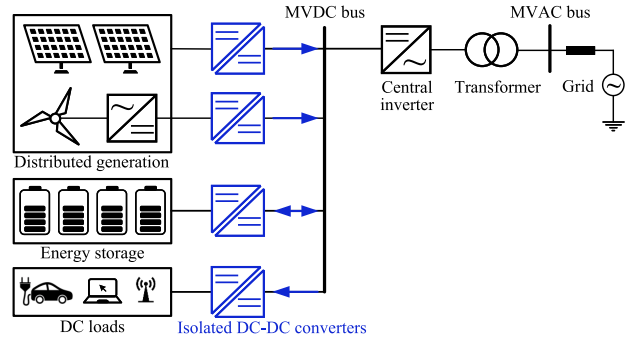 MVDC bus
MVAC bus
Central
inverter
Transformer
Grid
Distributed generation
Energy storage
DC loads
Isolated DC-DC converters